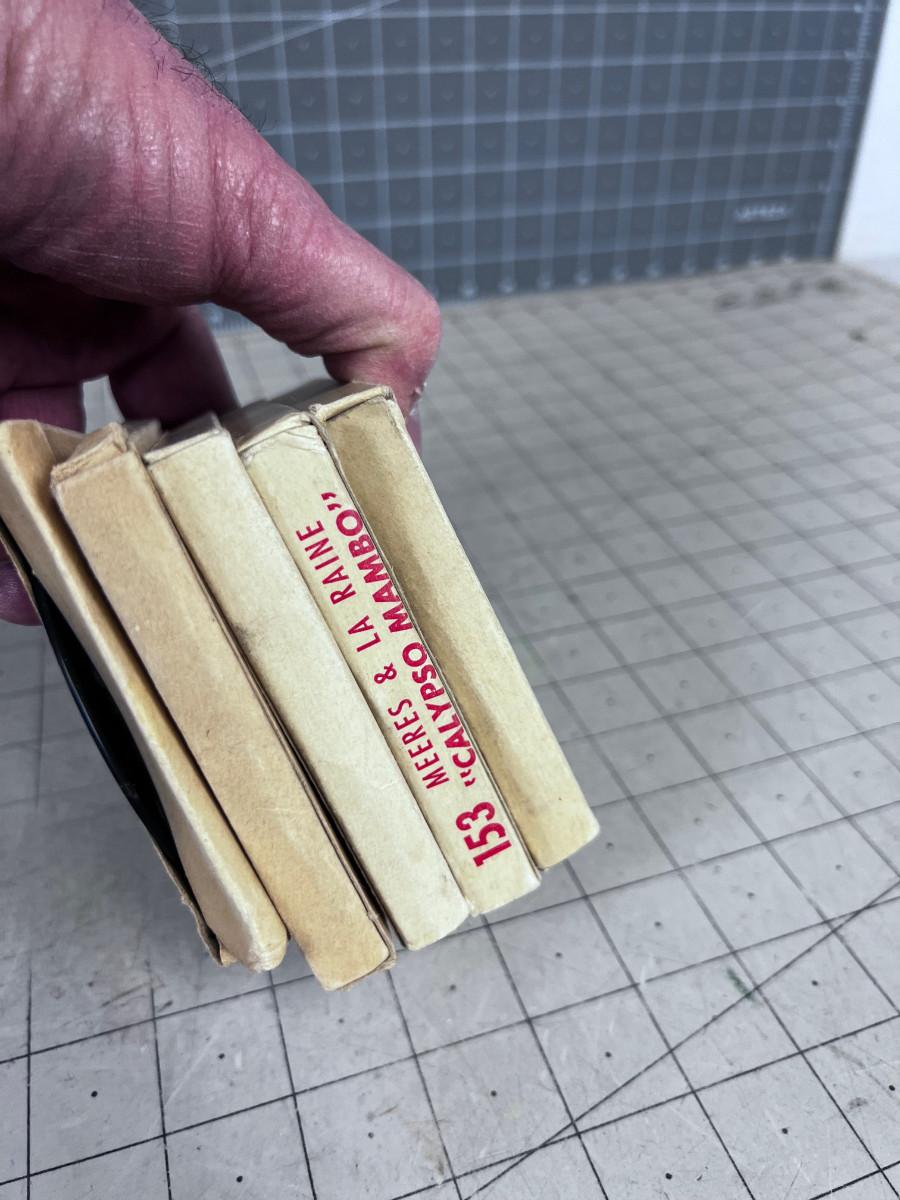 MEERES & LA RAINE
153 "CALYPSO MAMBO"